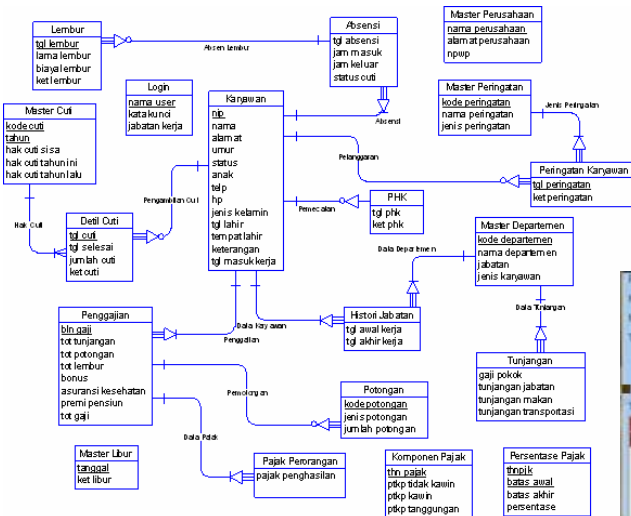 Lembur
tgl lembur
lama lembur
biaya lembur
ket lembur
Absen Lembur
Absensi
tgl absensi
jam masuk
jam keluar
status cuti
Absensi
Master Perusahaan
nama perusahaan
alamat perusahaan
npwp
Login
nama user
kata kunci
jabatan kerja
Karyawan
nip
nama
alamat
umur
status
anak
telp
hp
jenis kelamin
tgl lahir
tempat lahir
keterangan
tgl masuk kerja
Master Peringatan
kode peringatan
nama peringatan
jenis peringatan
Jenis Peringatan
Pelanggaran
Peringatan Karyawan
tgl peringatan
ket peringatan
Master Cuti
kode cuti
tahun
hak cuti sisa
hak cuti tahun ini
hak cuti tahun lalu
Hak Cuti
Pengambilan Cuti
Detil Cuti
tgl cuti
tgl selesai
jumlah cuti
ket cuti
Pemecatan
PHK
tgl phk
ket phk
Master Departemen
kode departemen
nama departemen
jabatan
jenis karyawan
Data Departemen
Data Tunjangan
Histori Jabatan
tgl awal kerja
tgl akhir kerja
Data Karyawan
Penggajian
Penggajian
bln gaji
tot tunjangan
tot potongan
tot lembur
bonus
asuransi kesehatan
premi pensiun
tot gaji
Tunjangan
gaji pokok
tunjangan jabatan
tunjangan makan
tunjangan transportasi
Pemotongan
Potongan
kode potongan
jenis potongan
jumlah potongan
Data Pajak
Pajak Perorangan
pajak penghasilan
Master Libur
tanggal
ket libur
Komponen Pajak
thn pajak
ptkp tidak kawin
ptkp kawin
ptkp tanggungan
Persentase Pajak
thnpjk
batas awal
batas akhir
persentase